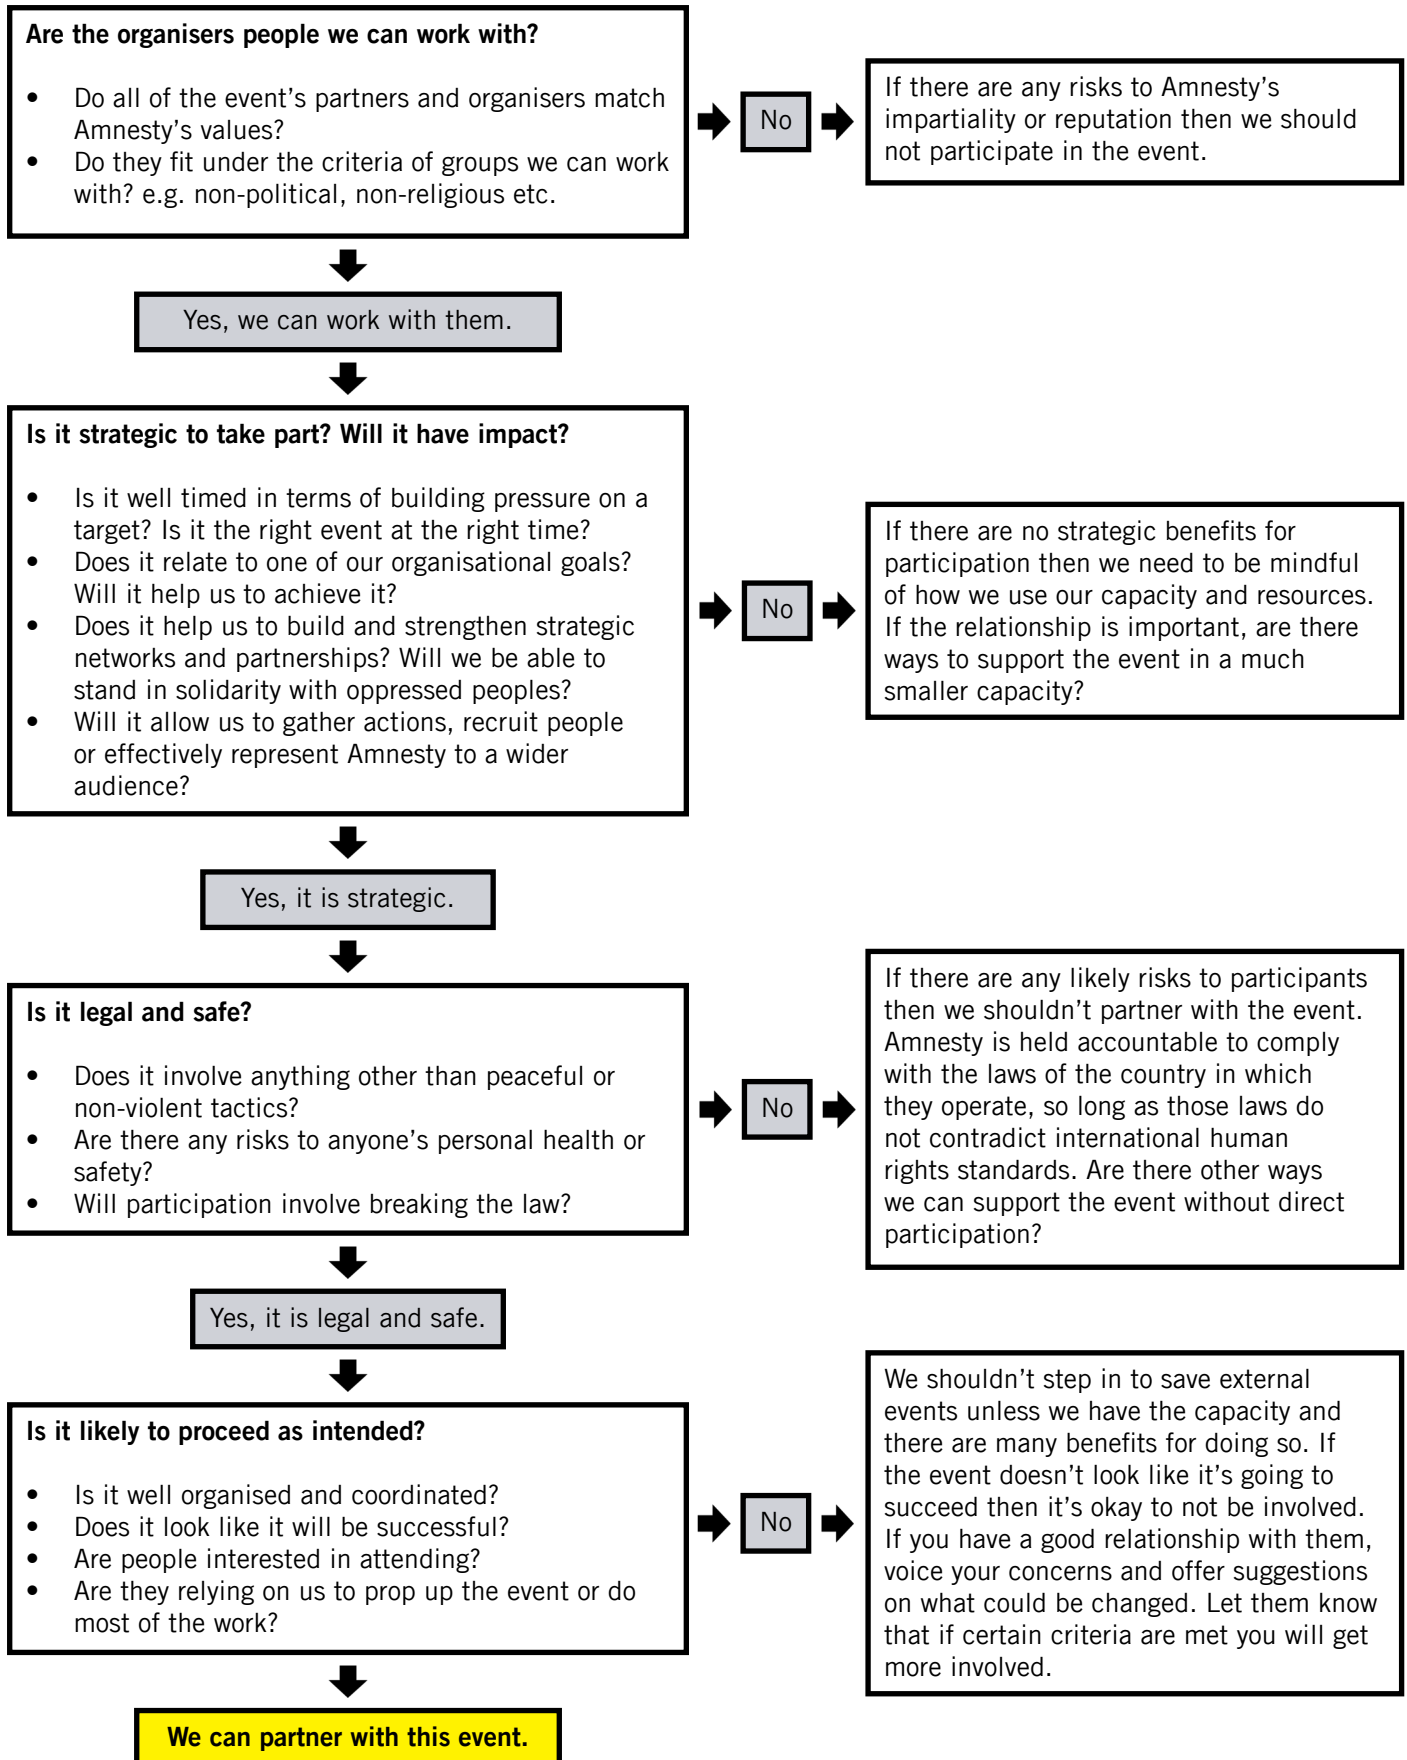 Are the organisers people we can work with?
• Do all of the event's partners and organisers match
Amnesty's values?
• Do they fit under the criteria of groups we can work
with? e.g. non-political, non-religious etc.
No
If there are any risks to Amnesty's
impartiality or reputation then we should
not participate in the event.
Yes, we can work with them.
Is it strategic to take part? Will it have impact?
• Is it well timed in terms of building pressure on a
target? Is it the right event at the right time?
• Does it relate to one of our organisational goals?
Will it help us to achieve it?
• Does it help us to build and strengthen strategic
networks and partnerships? Will we be able to
stand in solidarity with oppressed peoples?
• Will it allow us to gather actions, recruit people
or effectively represent Amnesty to a wider
audience?
No
If there are no strategic benefits for
participation then we need to be mindful
of how we use our capacity and resources.
If the relationship is important, are there
ways to support the event in a much
smaller capacity?
Yes, it is strategic.
Is it legal and safe?
• Does it involve anything other than peaceful or
non-violent tactics?
• Are there any risks to anyone's personal health or
safety?
• Will participation involve breaking the law?
No
If there are any likely risks to participants
then we shouldn't partner with the event.
Amnesty is held accountable to comply
with the laws of the country in which
they operate, so long as those laws do
not contradict international human
rights standards. Are there other ways
we can support the event without direct
participation?
Yes, it is legal and safe.
Is it likely to proceed as intended?
• Is it well organised and coordinated?
• Does it look like it will be successful?
• Are people interested in attending?
• Are they relying on us to prop up the event or do
most of the work?
No
We shouldn't step in to save external
events unless we have the capacity and
there are many benefits for doing so. If
the event doesn't look like it's going to
succeed then it's okay to not be involved.
If you have a good relationship with them,
voice your concerns and offer suggestions
on what could be changed. Let them know
that if certain criteria are met you will get
more involved.
We can partner with this event.